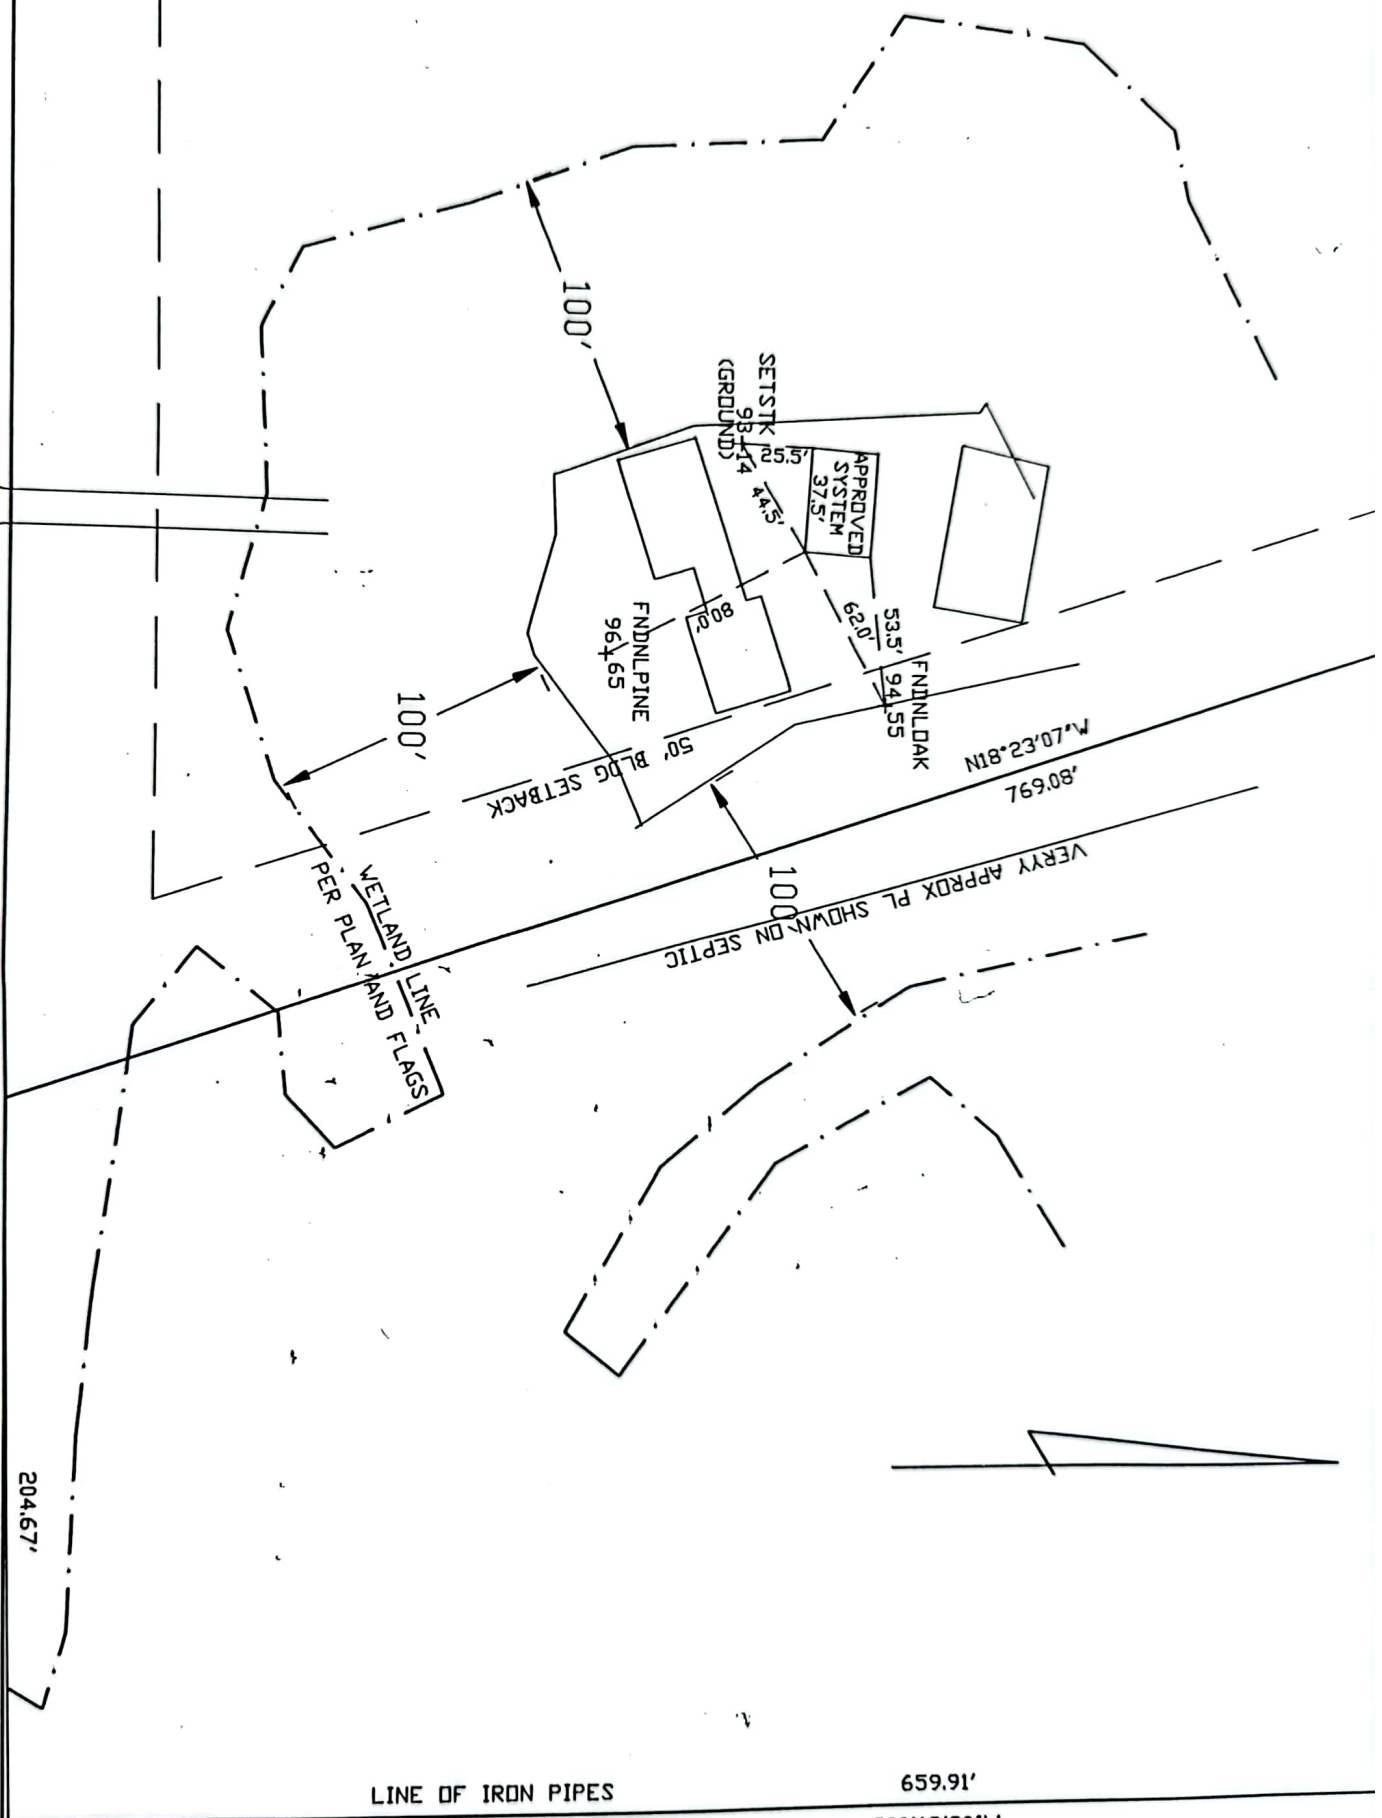 100'
SETSTK
93+14
(GROUND)
25.5'
44.5'
APPROVED
SYSTEM
37.5'
62.0'
53.5'
FNDNLOAK
94+55
80.0'
FNDNLPINE
96+65
100'
50' BLDG SETBACK
N18°23'07"W
769.08'
VERYY APPROX PL SHOWN ON SEPTIC
100'
WETLAND LINE
PER PLAN AND FLAGS
204.67'
LINE OF IRON PIPES
659.91'